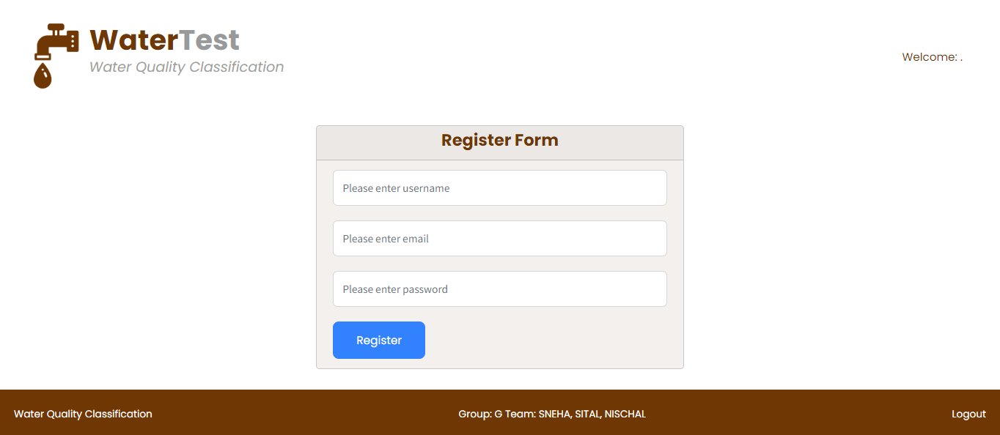 WaterTest
Water Quality Classification
Welcome: .
Register Form
Please enter username
Please enter email
Please enter password
Register
Water Quality Classification
Group: G Team: SNEHA, SITAL, NISCHAL
Logout